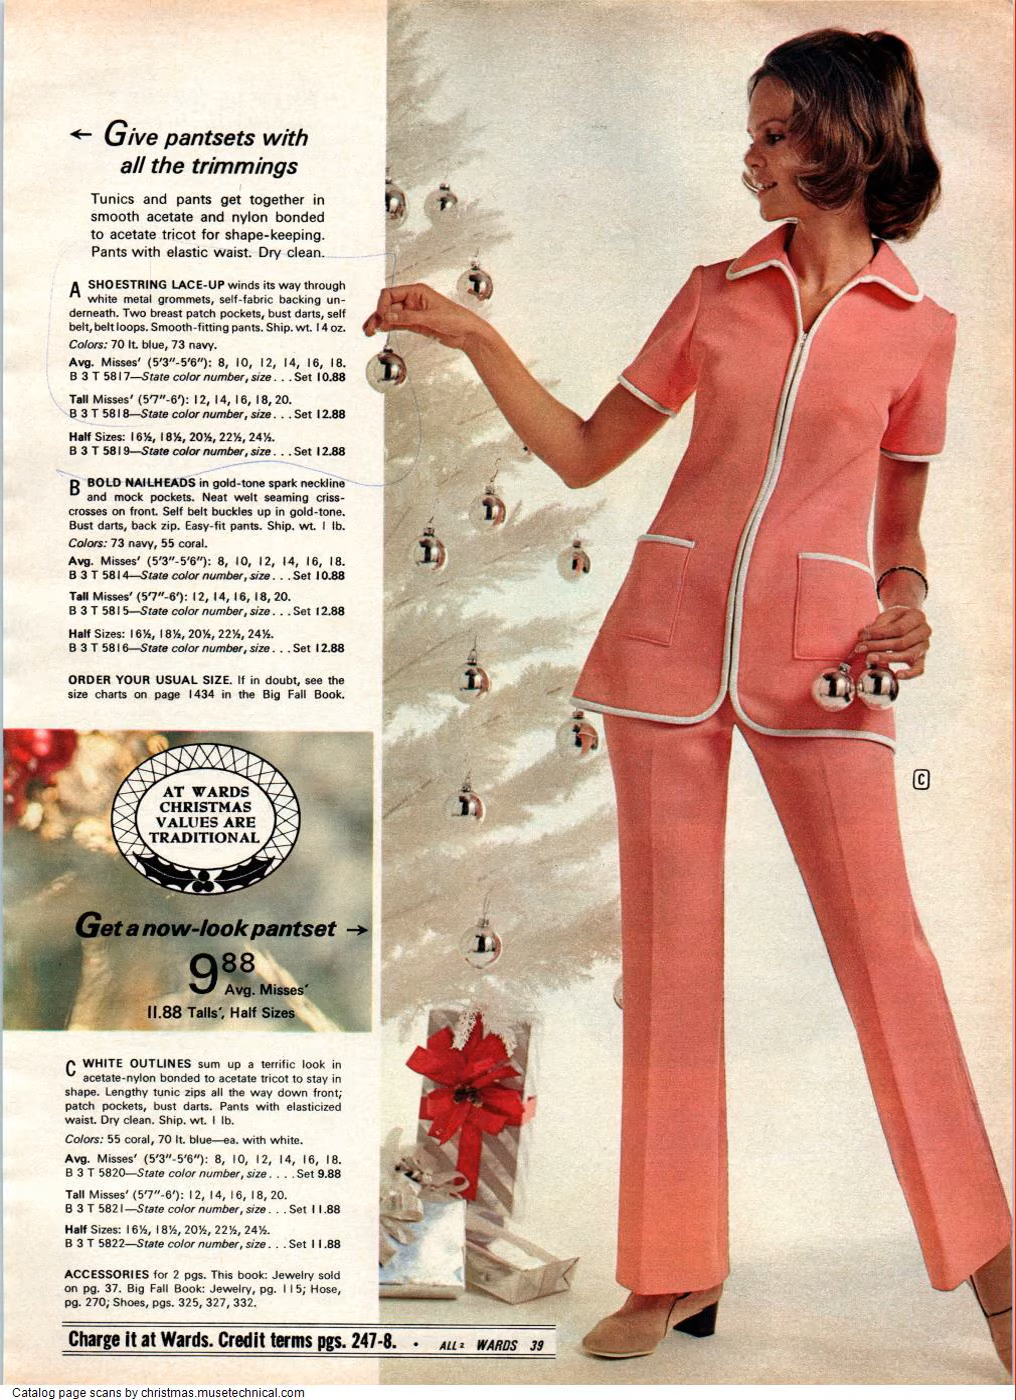 ← Give pantsets with
all the trimmings
Tunics and pants get together in
smooth acetate and nylon bonded
to acetate tricot for shape-keeping.
Pants with elastic waist. Dry clean.
A SHOESTRING LACE-UP winds its way through
white metal grommets, self-fabric backing un-
derneath. Two breast patch pockets, bust darts, self
belt, belt loops. Smooth-fitting pants. Ship. wt. 14 oz.
Colors: 70 lt. blue, 73 navy.
Avg. Misses' (5'3"-5'6"): 8, 10, 12, 14, 16, 18.
B 3 T 5817—State color number, size . . . Set 10.88
Tall Misses' (5'7"-6'): 12, 14, 16, 18, 20.
B 3 T 5818—State color number, size . . . Set 12.88
Half Sizes: 16½, 18½, 20½, 22½, 24½.
B 3 T 5819—State color number, size . . . Set 12.88
B BOLD NAILHEADS in gold-tone spark neckline
and mock pockets. Neat welt seaming criss-
crosses on front. Self belt buckles up in gold-tone.
Bust darts, back zip. Easy-fit pants. Ship. wt. 1 lb.
Colors: 73 navy, 55 coral.
Avg. Misses' (5'3"-5'6"): 8, 10, 12, 14, 16, 18.
B 3 T 5814—State color number, size . . . Set 10.88
Tall Misses' (5'7"-6'): 12, 14, 16, 18, 20.
B 3 T 5815—State color number, size . . . Set 12.88
Half Sizes: 16½, 18½, 20½, 22½, 24½.
B 3 T 5816—State color number, size . . . Set 12.88
ORDER YOUR USUAL SIZE. If in doubt, see the
size charts on page 1434 in the Big Fall Book.
AT WARDS
CHRISTMAS
VALUES ARE
TRADITIONAL
Get a now-look pantset →
9 88
Avg. Misses'
11.88 Talls', Half Sizes
C WHITE OUTLINES sum up a terrific look in
acetate-nylon bonded to acetate tricot to stay in
shape. Lengthy tunic zips all the way down front;
patch pockets, bust darts. Pants with elasticized
waist. Dry clean. Ship. wt. 1 lb.
Colors: 55 coral, 70 lt. blue—ea. with white.
Avg. Misses' (5'3"-5'6"): 8, 10, 12, 14, 16, 18.
B 3 T 5820—State color number, size . . . . Set 9.88
Tall Misses' (5'7"-6'): 12, 14, 16, 18, 20.
B 3 T 5821—State color number, size . . . Set 11.88
Half Sizes: 16½, 18½, 20½, 22½, 24½.
B 3 T 5822—State color number, size . . . Set 11.88
ACCESSORIES for 2 pgs. This book: Jewelry sold
on pg. 37. Big Fall Book: Jewelry, pg. 115; Hose,
pg. 270; Shoes, pgs. 325, 327, 332.
Charge it at Wards. Credit terms pgs. 247-8. • ALL= WARDS 39
C
Catalog page scans by christmas.musetechnical.com